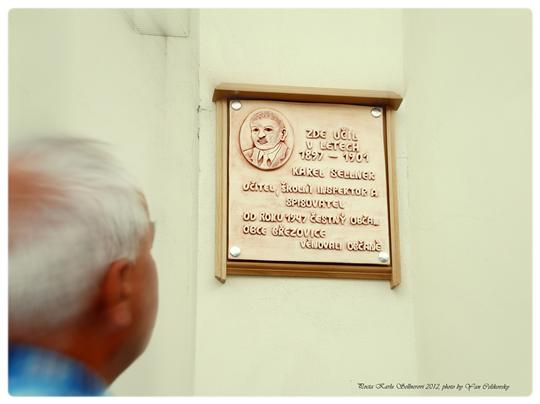 ZDE UČIL
V LETECH
1897 – 1901
KAREL SELLNER
UČITEL, ŠKOLNÍ INSPEKTOR A
SPISOVATEL
OD ROKU 1947 ČESTNÝ OBČAN
OBCE BŘEZOVICE
VĚNOVALI OBČANÉ
Pocta Karlu Sellnerovi 2012, photo by Yan Celikovsky